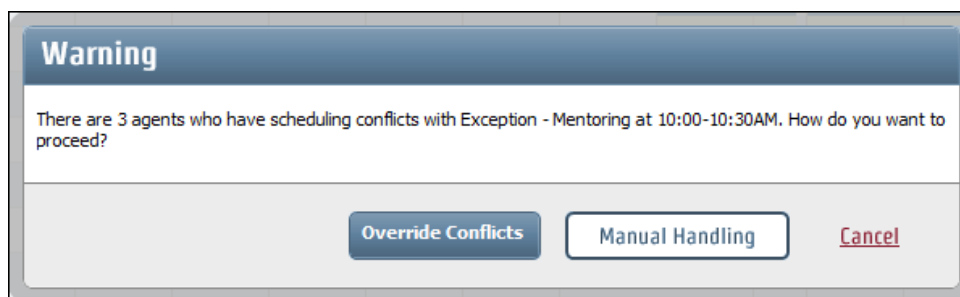 Warning
There are 3 agents who have scheduling conflicts with Exception - Mentoring at 10:00-10:30AM. How do you want to
proceed?
Override Conflicts
Manual Handling
Cancel